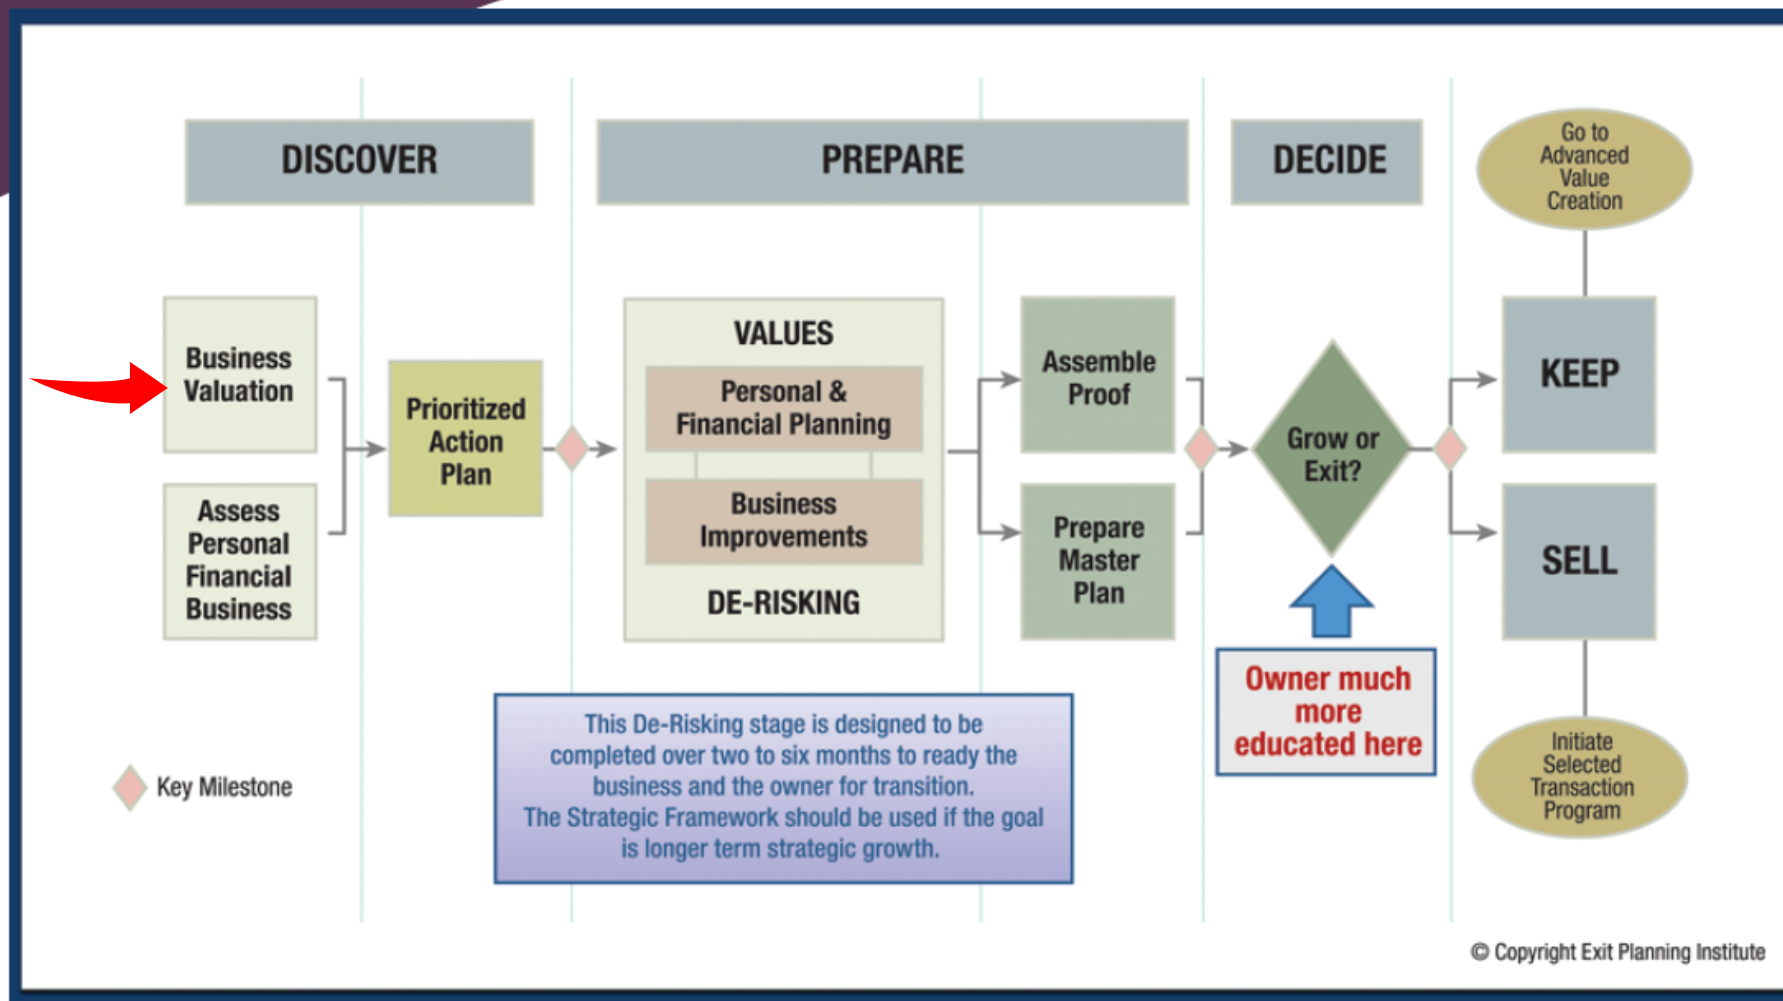 DISCOVER
PREPARE
DECIDE
Go to
Advanced
Value
Creation
Business
Valuation
Assess
Personal
Financial
Business
Prioritized
Action
Plan
VALUES
Personal &
Financial Planning
Business
Improvements
DE-RISKING
Assemble
Proof
Prepare
Master
Plan
Grow or
Exit?
KEEP
SELL
Owner much
more
educated here
This De-Risking stage is designed to be
completed over two to six months to ready the
business and the owner for transition.
The Strategic Framework should be used if the goal
is longer term strategic growth.
Initiate
Selected
Transaction
Program
Key Milestone
© Copyright Exit Planning Institute